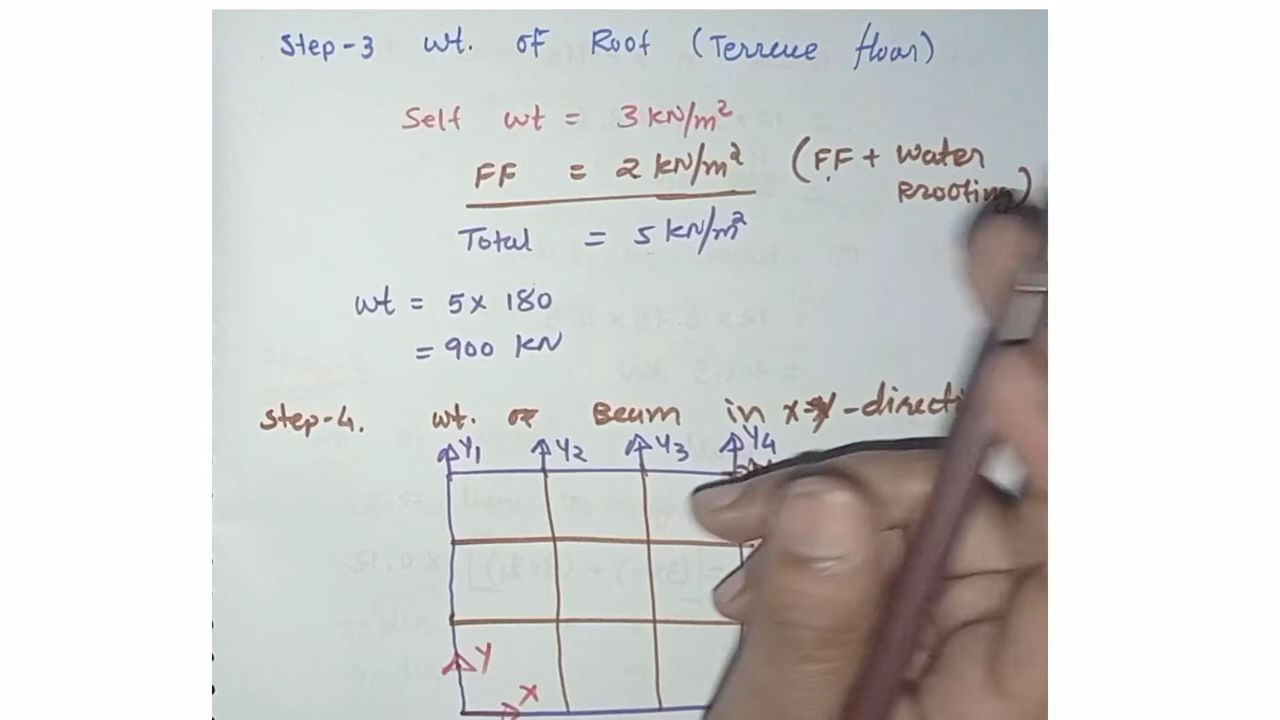 Step-3 wt. of Roof (Terrene floor)
Self wt = 3 kN/m²
FF = 2 kN/m² (FF + water
proofing)
Total = 5 kN/m²
wt = 5 x 180
= 900 kN
Step-4. wt. of Beam in x-y-directi
Y1 Y2 Y3 Y4
Y
X